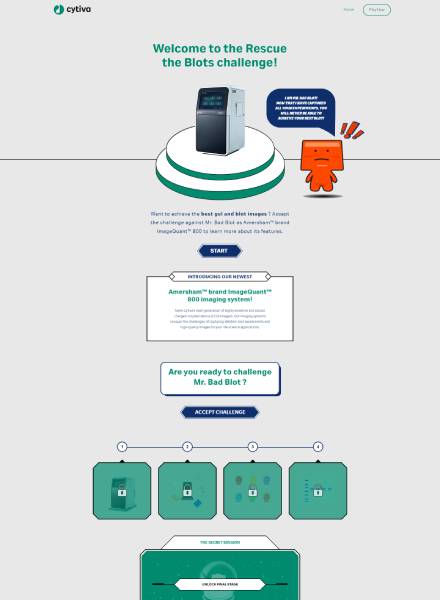 cytiva
Home
Play Now
Welcome to the Rescue
the Blots challenge!
I AM MR. BAD BLOT!
NOW THAT I HAVE CAPTURED
ALL YOUR EXPERIMENTS, YOU
WILL NEVER BE ABLE TO
ACHIEVE YOUR BEST BLOT!
Want to achieve the best gel and blot images ? Accept
the challenge against Mr. Bad Blot as Amersham™ brand
ImageQuant™ 800 to learn more about its features.
START
INTRODUCING OUR NEWEST
Amersham™ brand ImageQuant™
800 imaging system!
Are you ready to challenge
Mr. Bad Blot ?
ACCEPT CHALLENGE
1
2
3
4
THE SECRET MISSION
UNLOCK FINAL STAGE